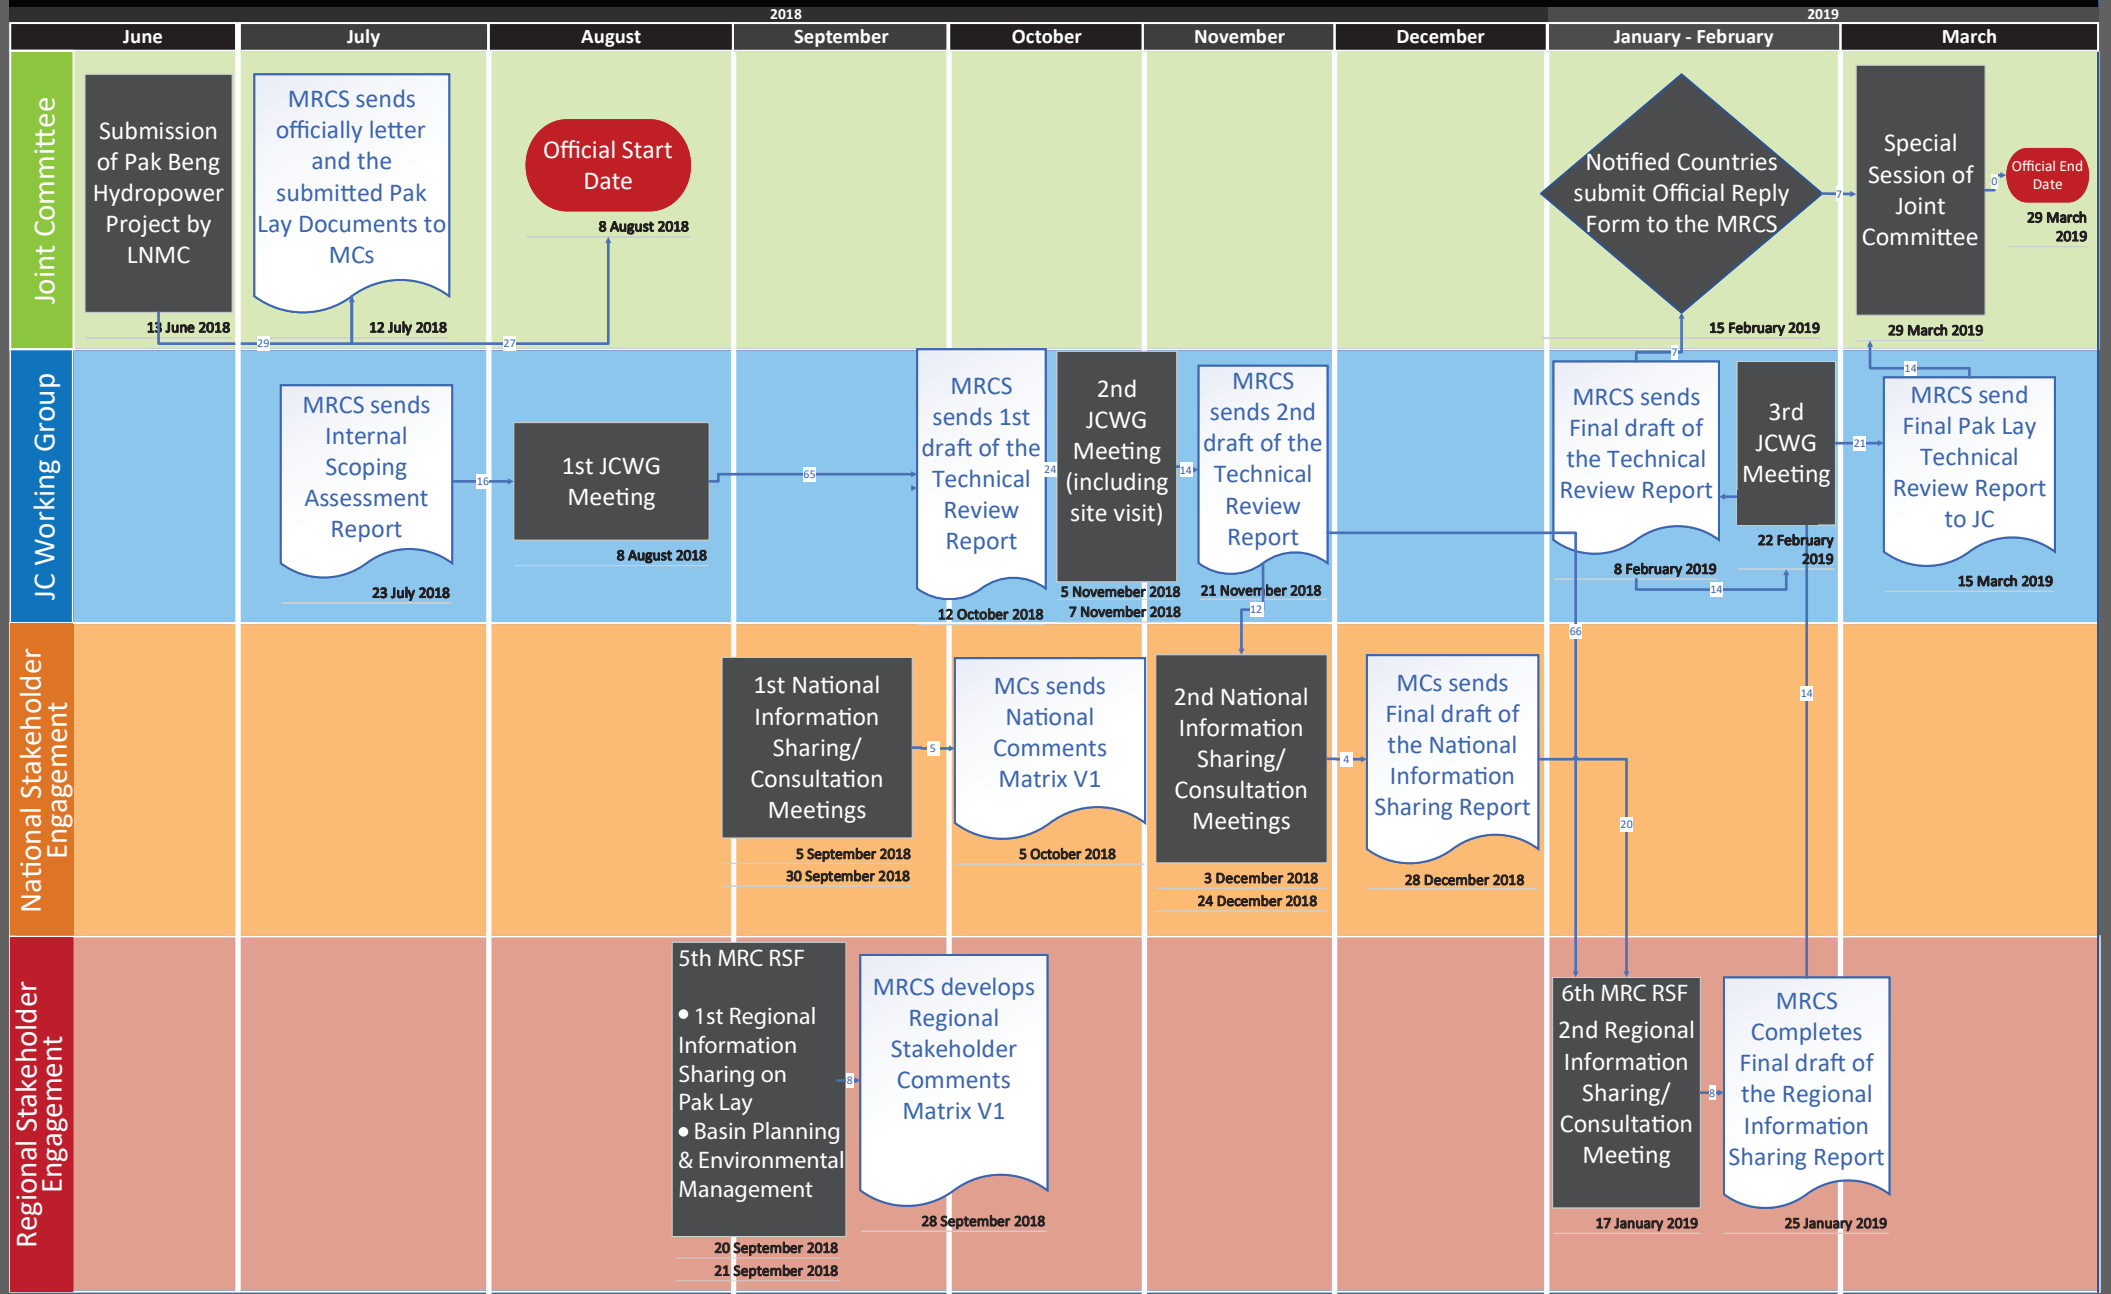 2018
2019
June
July
August
September
October
November
December
January - February
March
Joint Committee
Submission
of Pak Beng
Hydropower
Project by
LNMC
13 June 2018
MRCS sends
officially letter
and the
submitted Pak
Lay Documents to
MCs
12 July 2018
29
27
Official Start
Date
8 August 2018
Notified Countries
submit Official Reply
Form to the MRCS
15 February 2019
7
Special
Session of
Joint
Committee
29 March 2019
0
Official End
Date
29 March
2019
JC Working Group
MRCS sends
Internal
Scoping
Assessment
Report
23 July 2018
16
1st JCWG
Meeting
8 August 2018
65
MRCS
sends 1st
draft of the
Technical
Review
Report
12 October 2018
24
2nd
JCWG
Meeting
(including
site visit)
5 Novemeber 2018
7 November 2018
14
MRCS
sends 2nd
draft of the
Technical
Review
Report
21 November 2018
12
66
7
MRCS sends
Final draft of
the Technical
Review Report
8 February 2019
14
3rd
JCWG
Meeting
22 February
2019
21
14
MRCS send
Final Pak Lay
Technical
Review Report
to JC
15 March 2019
National Stakeholder
Engagement
1st National
Information
Sharing/
Consultation
Meetings
5 September 2018
30 September 2018
5
MCs sends
National
Comments
Matrix V1
5 October 2018
2nd National
Information
Sharing/
Consultation
Meetings
3 December 2018
24 December 2018
4
MCs sends
Final draft of
the National
Information
Sharing Report
28 December 2018
20
14
Regional Stakeholder
Engagement
5th MRC RSF
• 1st Regional
Information
Sharing on
Pak Lay
• Basin Planning
& Environmental
Management
20 September 2018
21 September 2018
8
MRCS develops
Regional
Stakeholder
Comments
Matrix V1
28 September 2018
6th MRC RSF
2nd Regional
Information
Sharing/
Consultation
Meeting
17 January 2019
8
MRCS
Completes
Final draft of
the Regional
Information
Sharing Report
25 January 2019